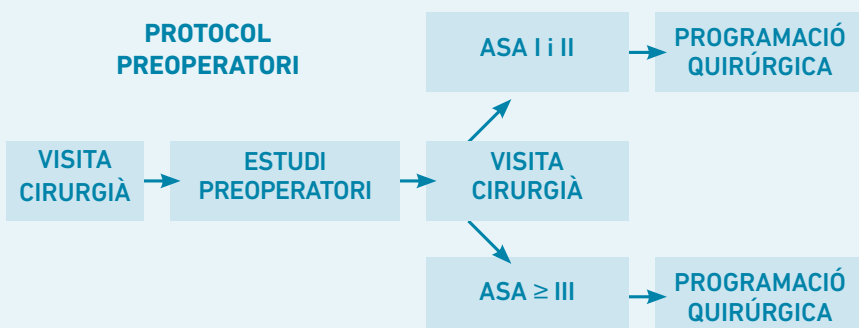 PROTOCOL
PREOPERATORI
ASA I i II
PROGRAMACIÓ
QUIRÚRGICA
VISITA
CIRURGIÀ
ESTUDI
PREOPERATORI
VISITA
CIRURGIÀ
ASA ≥ III
PROGRAMACIÓ
QUIRÚRGICA